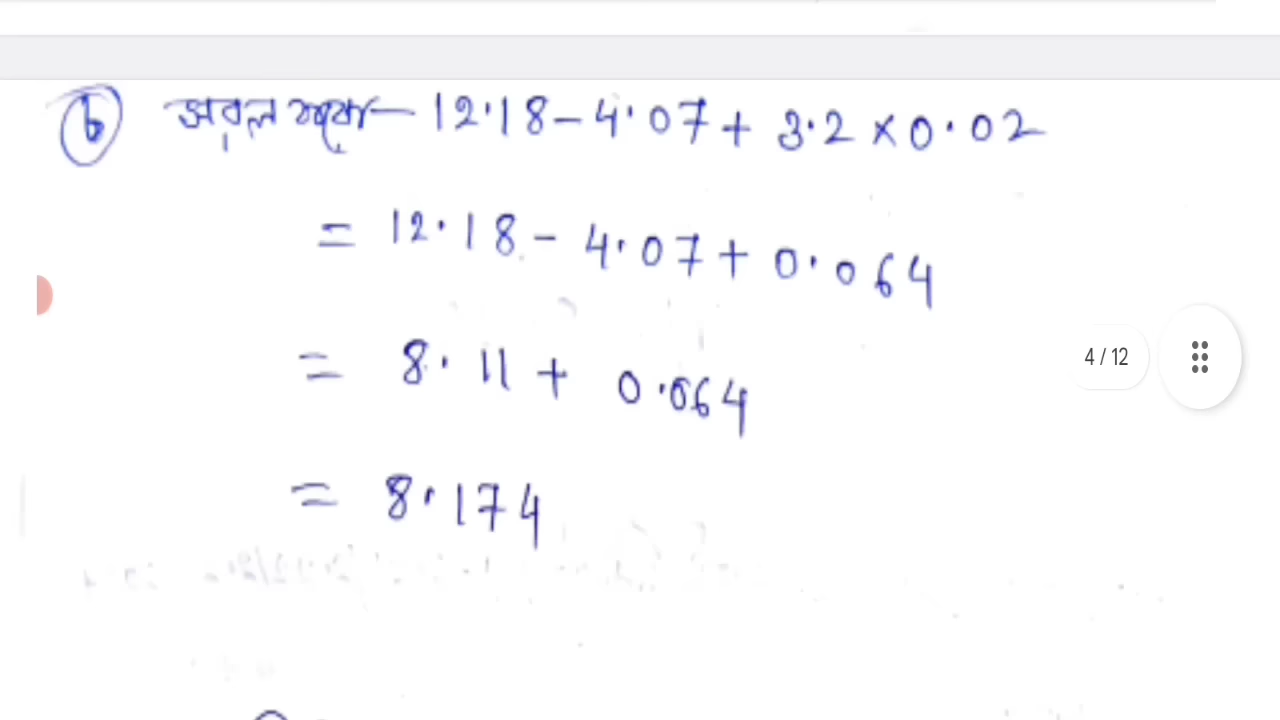 b সরল করো— 12.18 - 4.07 + 3.2 × 0.02
= 12.18 - 4.07 + 0.064
= 8.11 + 0.064
4 / 12
= 8.174